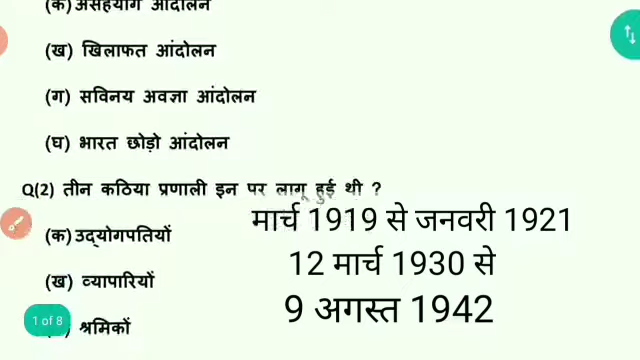 (क) असहयोग आंदोलन
(ख) खिलाफत आंदोलन
(ग) सविनय अवज्ञा आंदोलन
(घ) भारत छोड़ो आंदोलन
Q(2) तीन कठिया प्रणाली इन पर लागू हुई थी ?
मार्च 1919 से जनवरी 1921
(क) उद्योगपतियों
12 मार्च 1930 से
(ख) व्यापारियों
9 अगस्त 1942
1 of 8
) श्रमिकों